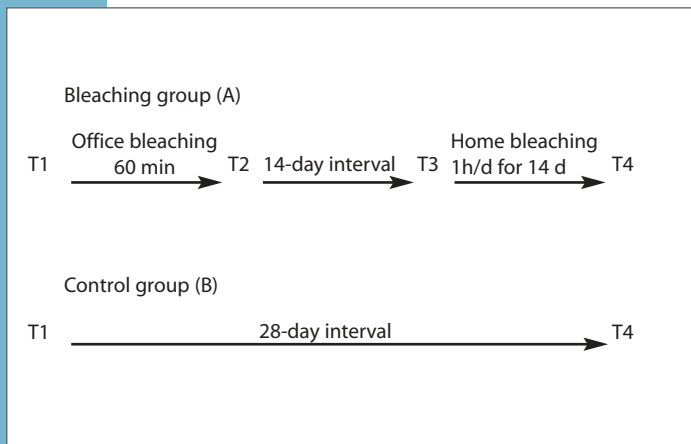 Bleaching group (A)
Office bleaching Home bleaching
T1 60 min T2 14-day interval T3 1h/d for 14 d T4
Control group (B)
T1 28-day interval T4